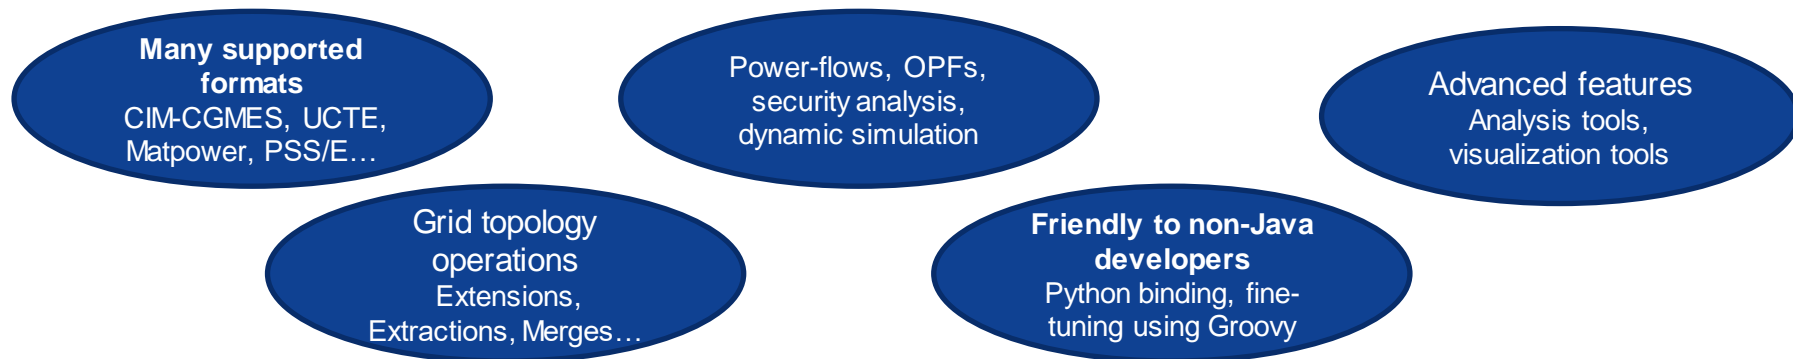 Many supported
formats
CIM-CGMES, UCTE,
Matpower, PSS/E…
Power-flows, OPFs,
security analysis,
dynamic simulation
Advanced features
Analysis tools,
visualization tools
Grid topology
operations
Extensions,
Extractions, Merges…
Friendly to non-Java
developers
Python binding, fine-
tuning using Groovy